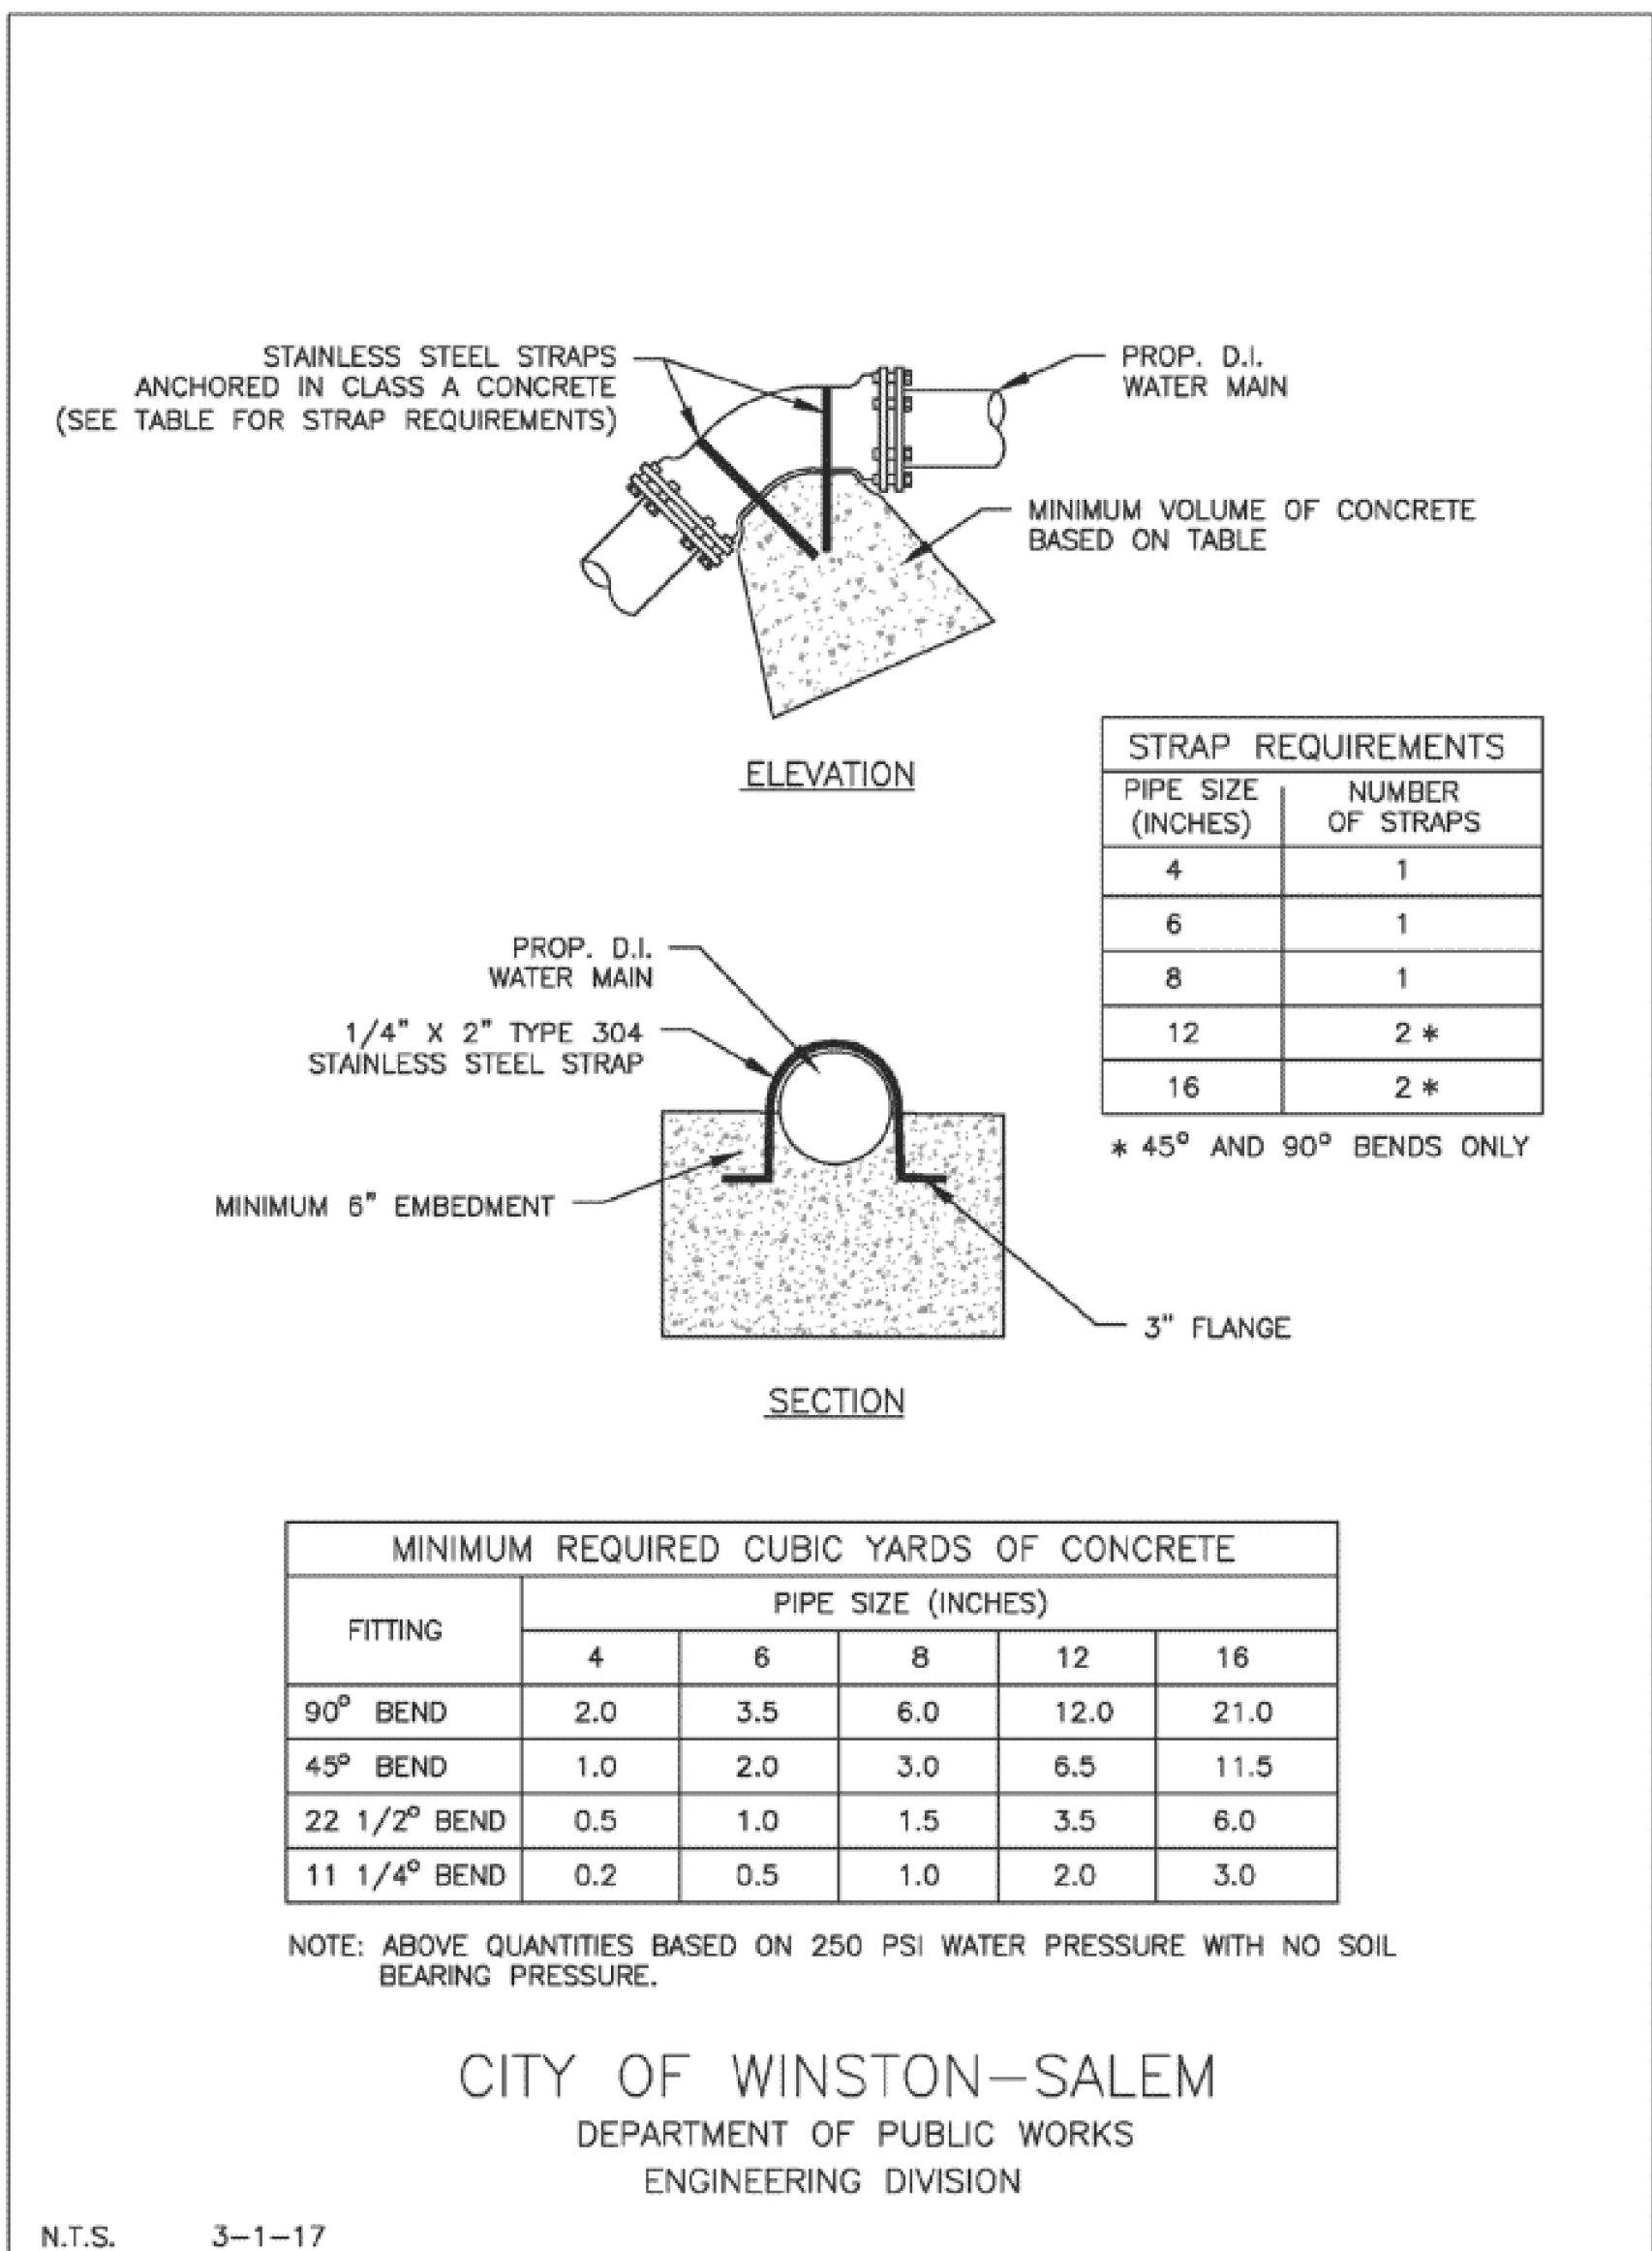 STAINLESS STEEL STRAPS
ANCHORED IN CLASS A CONCRETE
(SEE TABLE FOR STRAP REQUIREMENTS)
PROP. D.I.
WATER MAIN
MINIMUM VOLUME OF CONCRETE
BASED ON TABLE
ELEVATION
STRAP REQUIREMENTS
PIPE SIZE
(INCHES)
NUMBER
OF STRAPS
4 1
6 1
8 1
12 2 *
16 2 *
* 45° AND 90° BENDS ONLY
PROP. D.I.
WATER MAIN
1/4" X 2" TYPE 304
STAINLESS STEEL STRAP
MINIMUM 6" EMBEDMENT
3" FLANGE
SECTION
MINIMUM REQUIRED CUBIC YARDS OF CONCRETE
FITTING
PIPE SIZE (INCHES)
4 6 8 12 16
90° BEND 2.0 3.5 6.0 12.0 21.0
45° BEND 1.0 2.0 3.0 6.5 11.5
22 1/2° BEND 0.5 1.0 1.5 3.5 6.0
11 1/4° BEND 0.2 0.5 1.0 2.0 3.0
NOTE: ABOVE QUANTITIES BASED ON 250 PSI WATER PRESSURE WITH NO SOIL
BEARING PRESSURE.
CITY OF WINSTON-SALEM
DEPARTMENT OF PUBLIC WORKS
ENGINEERING DIVISION
N.T.S. 3-1-17